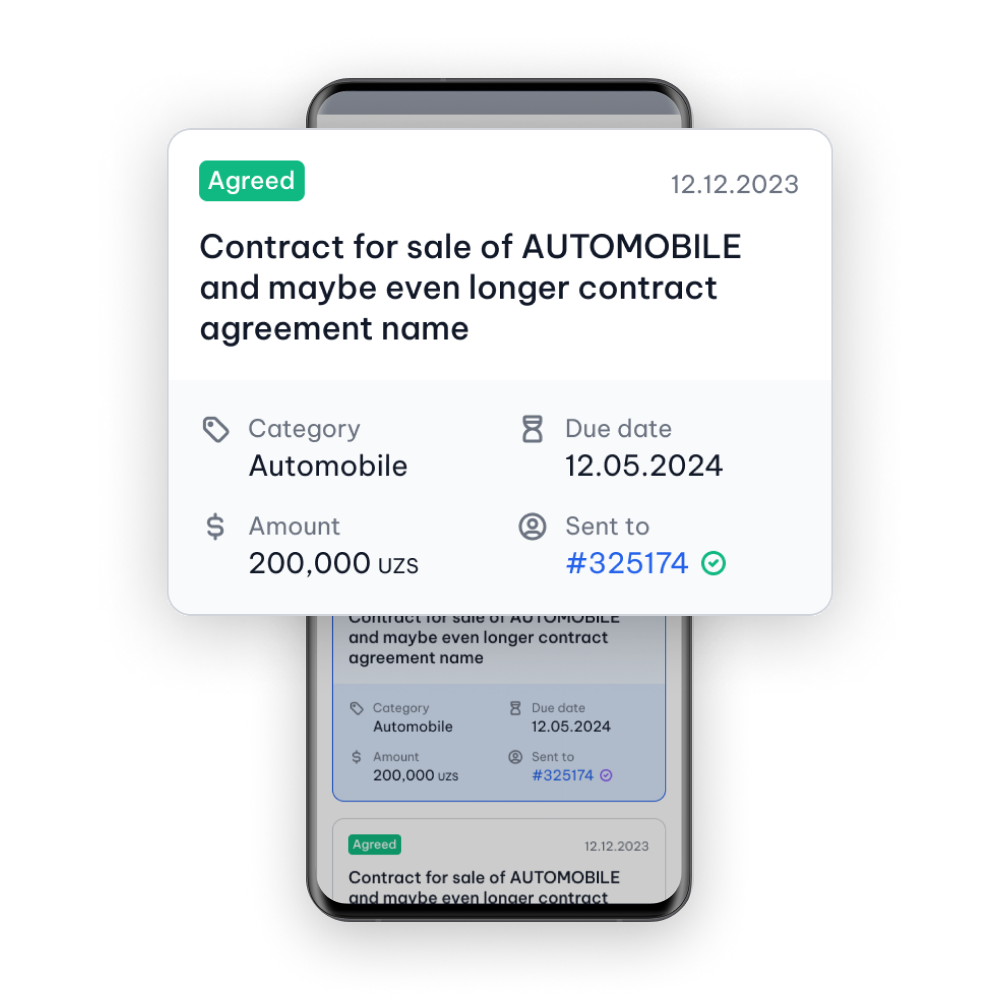 Agreed
12.12.2023
Contract for sale of AUTOMOBILE
and maybe even longer contract
agreement name
Category
Automobile
Due date
12.05.2024
Amount
200,000 UZS
Sent to
#325174
Contract for sale of AUTOMOBILE
and maybe even longer contract
agreement name
Category
Automobile
Due date
12.05.2024
Amount
200,000 UZS
Sent to
#325174
Agreed
12.12.2023
Contract for sale of AUTOMOBILE
and maybe even longer contract